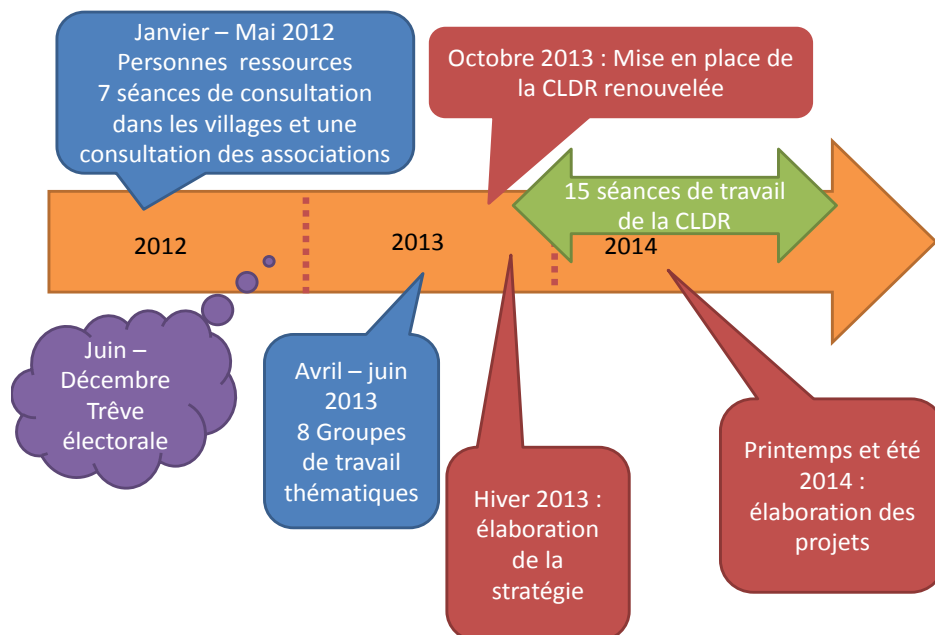 Janvier – Mai 2012
Personnes ressources
7 séances de consultation
dans les villages et une
consultation des associations
Octobre 2013 : Mise en place de
la CLDR renouvelée
15 séances de travail
de la CLDR
2012
2013
2014
Juin –
Décembre
Trêve
électorale
Avril – juin
2013
8 Groupes
de travail
thématiques
Hiver 2013 :
élaboration
de la
stratégie
Printemps et été
2014 :
élaboration des
projets